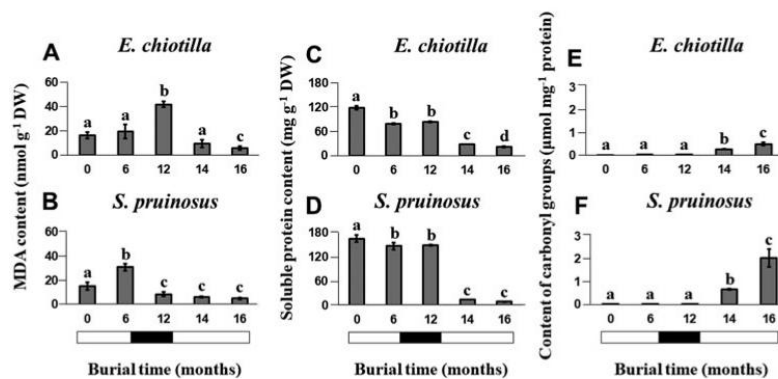 A
E. chiotilla
MDA content (nmol g-1 DW)
60
40
20
0
a
a
b
a
c
0 6 12 14 16
B
S. pruinosus
60
40
20
0
a
b
c
c
c
0 6 12 14 16
Burial time (months)
C
E. chiotilla
Soluble protein content (mg g-1 DW)
180
120
60
0
a
b
b
c
d
0 6 12 14 16
D
S. pruinosus
180
120
60
0
a
b
b
c
c
0 6 12 14 16
Burial time (months)
E
E. chiotilla
Content of carbonyl groups (μmol mg-1 protein)
3
2
1
0
a
a
a
b
c
0 6 12 14 16
F
S. pruinosus
3
2
1
0
a
a
a
b
c
0 6 12 14 16
Burial time (months)